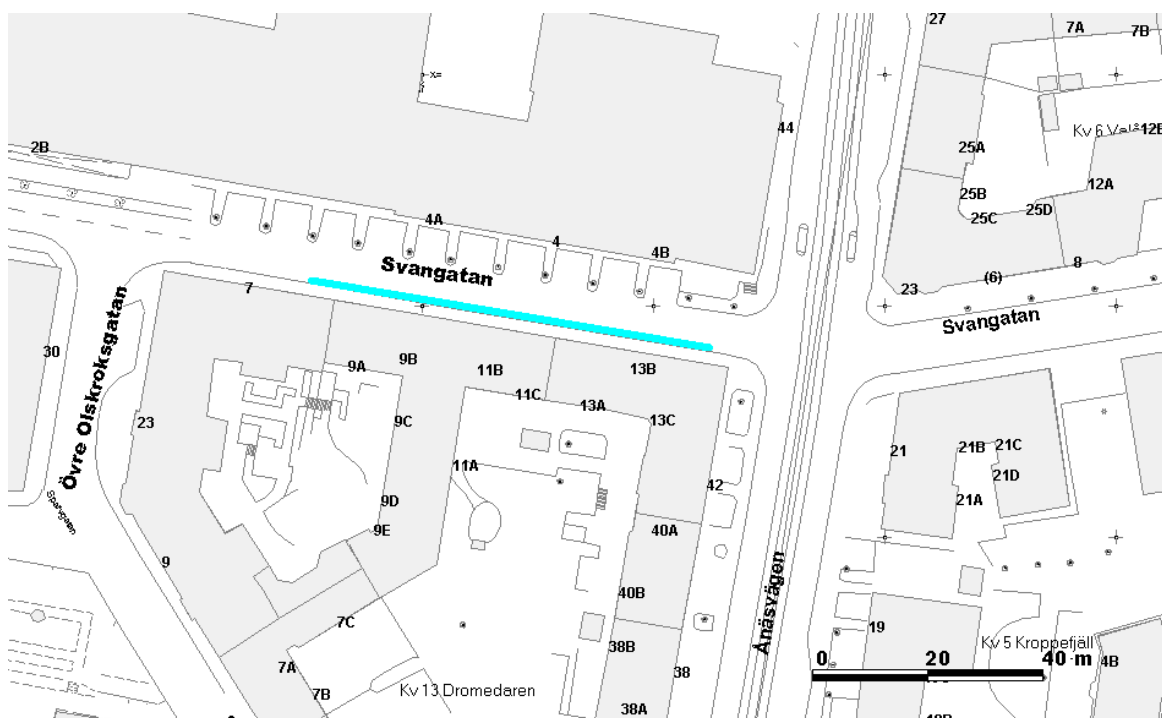 27
7A
7B
x=
44
2B
25A
Kv 6
12B
12A
25B
25C
25D
4A
4
4B
Svangatan
(6)
8
23
7
Svangatan
Övre Olskroksgatan
30
9A
9B
11B
11C
13B
13A
13C
23
9C
11A
42
21
21B
21C
21D
21A
9D
9E
Spårvgatan
40A
9
Ånäsvägen
40B
7C
19
Kv 5 Kroppefjäll
38B
38
0 20 40 m
4B
7A
7B
Kv 13 Dromedaren
38A